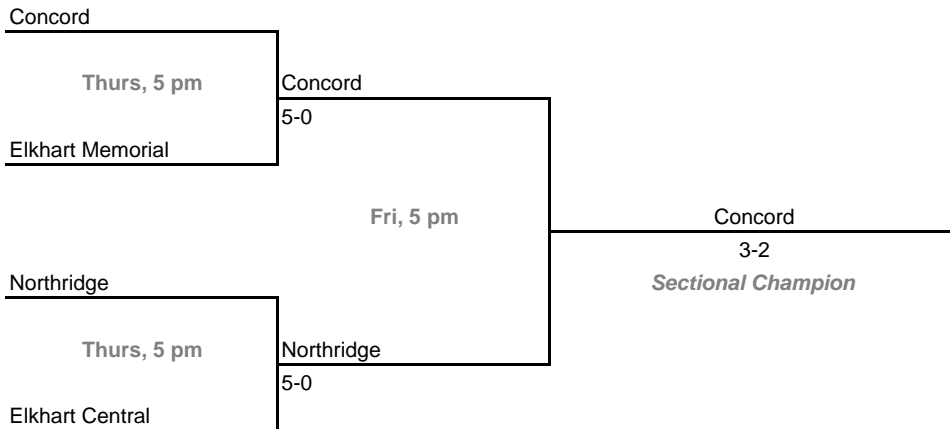 Concord
Thurs, 5 pm
Concord
5-0
Elkhart Memorial
Fri, 5 pm
Concord
3-2
Sectional Champion
Northridge
Thurs, 5 pm
Northridge
5-0
Elkhart Central